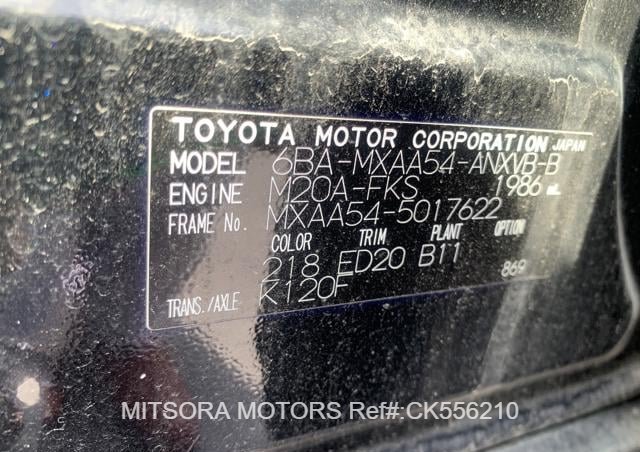 TOYOTA MOTOR CORPORATION JAPAN
MODEL 6BA-MXAA54-ANXVB-B
ENGINE M20A-FKS 1986 mL
FRAME No. MXAA54-5017622
COLOR TRIM PLANT OPTION
218 ED20 B11 869
TRANS./AXLE K120F
MITSORA MOTORS Ref#:CK556210